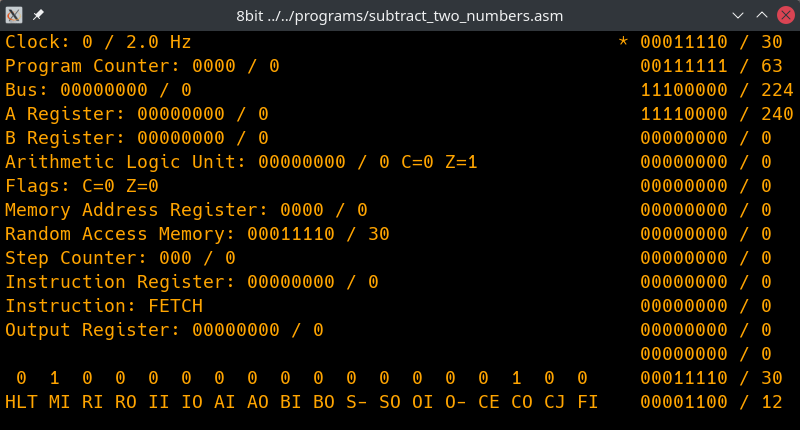 8bit ../../programs/subtract_two_numbers.asm
Clock: 0 / 2.0 Hz * 00011110 / 30
Program Counter: 0000 / 0 00111111 / 63
Bus: 00000000 / 0 11100000 / 224
A Register: 00000000 / 0 11110000 / 240
B Register: 00000000 / 0 00000000 / 0
Arithmetic Logic Unit: 00000000 / 0 C=0 Z=1 00000000 / 0
Flags: C=0 Z=0 00000000 / 0
Memory Address Register: 0000 / 0 00000000 / 0
Random Access Memory: 00011110 / 30 00000000 / 0
Step Counter: 000 / 0 00000000 / 0
Instruction Register: 00000000 / 0 00000000 / 0
Instruction: FETCH 00000000 / 0
Output Register: 00000000 / 0 00000000 / 0
00000000 / 0
0 1 0 0 0 0 0 0 0 0 0 0 0 0 0 1 0 0 00011110 / 30
HLT MI RI RO II IO AI AO BI BO S- SO OI O- CE CO CJ FI 00001100 / 12